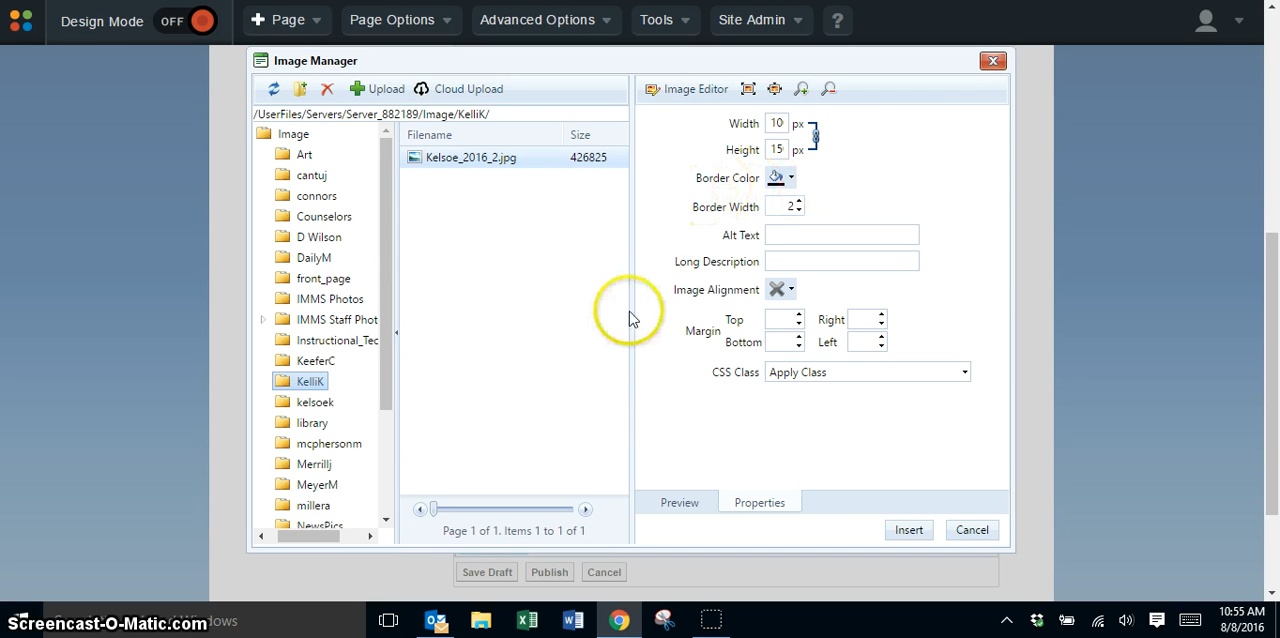 Design Mode OFF + Page Page Options Advanced Options Tools Site Admin ?
Image Manager
Upload Cloud Upload Image Editor
/UserFiles/Servers/Server_882189/Image/KelliK/
Image
Art
cantuj
connors
Counselors
D Wilson
DailyM
front_page
IMMS Photos
IMMS Staff Phot
Instructional_Tec
KeeferC
KelliK
kelsoek
library
mcphersonm
Merrillj
MeyerM
millera
NewsPics
Filename Size
Kelsoe_2016_2.jpg 426825
Page 1 of 1. Items 1 to 1 of 1
Width 10 px
Height 15 px
Border Color
Border Width 2
Alt Text
Long Description
Image Alignment
Margin
Top Right
Bottom Left
CSS Class Apply Class
Preview Properties
Insert Cancel
Save Draft Publish Cancel
Screencast-O-Matic.com
Windows
10:55 AM
8/8/2016